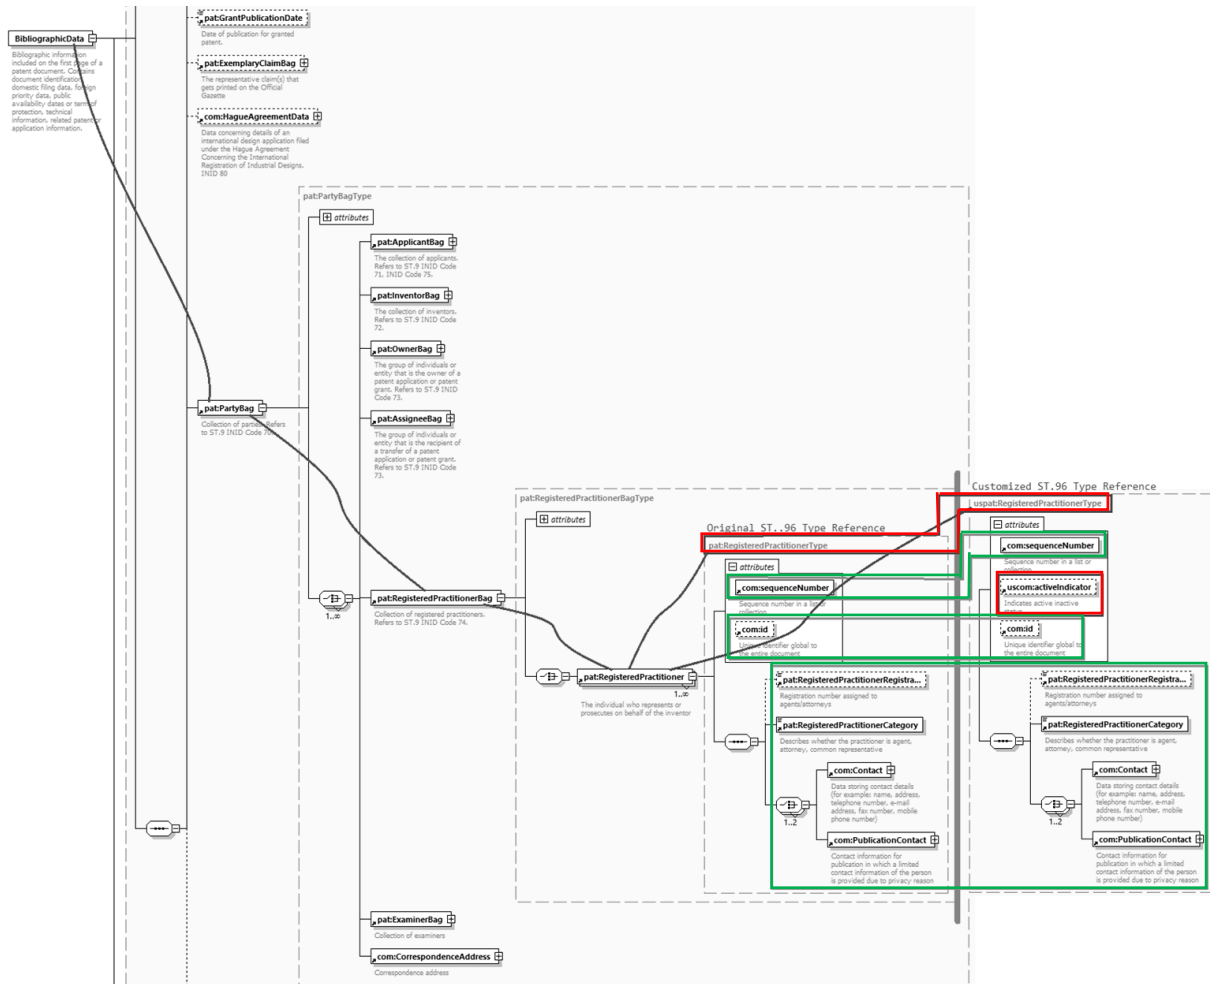 pat:GrantPublicationDate
Date of publication for granted
patent.
BibliographicData
Bibliographic information
included on the first page of a
patent document. Contains
document identification,
domestic filing data, foreign
priority data, public
availability dates or term of
protection, technical
information, related patent or
application information.
pat:ExemplaryClaimBag
The representative claim(s) that
gets printed on the Official
Gazette
com:HagueAgreementData
Data concerning details of an
international design application filed
under the Hague Agreement
Concerning the International
Registration of Industrial Designs.
INID 80
pat:PartyBagType
attributes
pat:ApplicantBag
The collection of applicants.
Refers to ST.9 INID Code
71, INID Code 75.
pat:InventorBag
The collection of inventors.
Refers to ST.9 INID Code
72.
pat:OwnerBag
The group of individuals or
entity that is the owner of a
patent application or patent
grant. Refers to ST.9 INID
Code 73.
pat:PartyBag
Collection of parties. Refers
to ST.9 INID Code 70.
pat:AssigneeBag
The group of individuals or
entity that is the recipient of
a transfer of a patent
application or patent grant.
Refers to ST.9 INID Code
73.
pat:RegisteredPractitionerBagType
attributes
1..∞
pat:RegisteredPractitionerBag
Collection of registered practitioners.
Refers to ST.9 INID Code 74.
pat:RegisteredPractitioner
1..∞
The individual who represents or
prosecutes on behalf of the inventor
Original ST..96 Type Reference
pat:RegisteredPractitionerType
attributes
com:sequenceNumber
Sequence number in a list or
collection
com:id
Unique identifier global to
the entire document
pat:RegisteredPractitionerRegistra...
Registration number assigned to
agents/attorneys
pat:RegisteredPractitionerCategory
Describes whether the practitioner is agent,
attorney, common representative
1..2
com:Contact
Data storing contact details
(for example: name, address,
telephone number, e-mail
address, fax number, mobile
phone number)
com:PublicationContact
Contact information for
publication in which a limited
contact information of the person
is provided due to privacy reason
Customized ST.96 Type Reference
uspat:RegisteredPractitionerType
attributes
com:sequenceNumber
Sequence number in a list or
collection
uscom:activeIndicator
Indicates active inactive
status
com:id
Unique identifier global to
the entire document
pat:RegisteredPractitionerRegistra...
Registration number assigned to
agents/attorneys
pat:RegisteredPractitionerCategory
Describes whether the practitioner is agent,
attorney, common representative
1..2
com:Contact
Data storing contact details
(for example: name, address,
telephone number, e-mail
address, fax number, mobile
phone number)
com:PublicationContact
Contact information for
publication in which a limited
contact information of the person
is provided due to privacy reason
pat:ExaminerBag
Collection of examiners
com:CorrespondenceAddress
Correspondence address